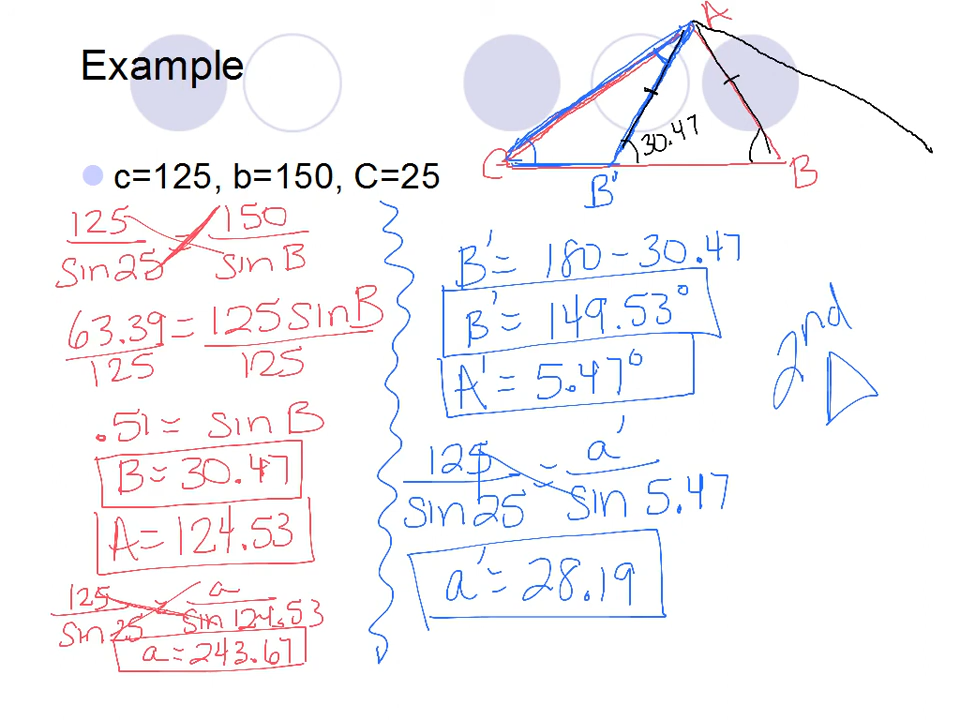 Example
c=125, b=150, C=25
A
C
B'
B
30.47
125/sin25 = 150/sin B
63.39/125 = 125 sin B/125
.51 = sin B
B = 30.47
A = 124.53
125/sin25 = a/sin 124.53
a = 243.67
B' = 180 - 30.47
B' = 149.53°
A' = 5.47°
125/sin25 = a'/sin 5.47
a' = 28.19
2nd